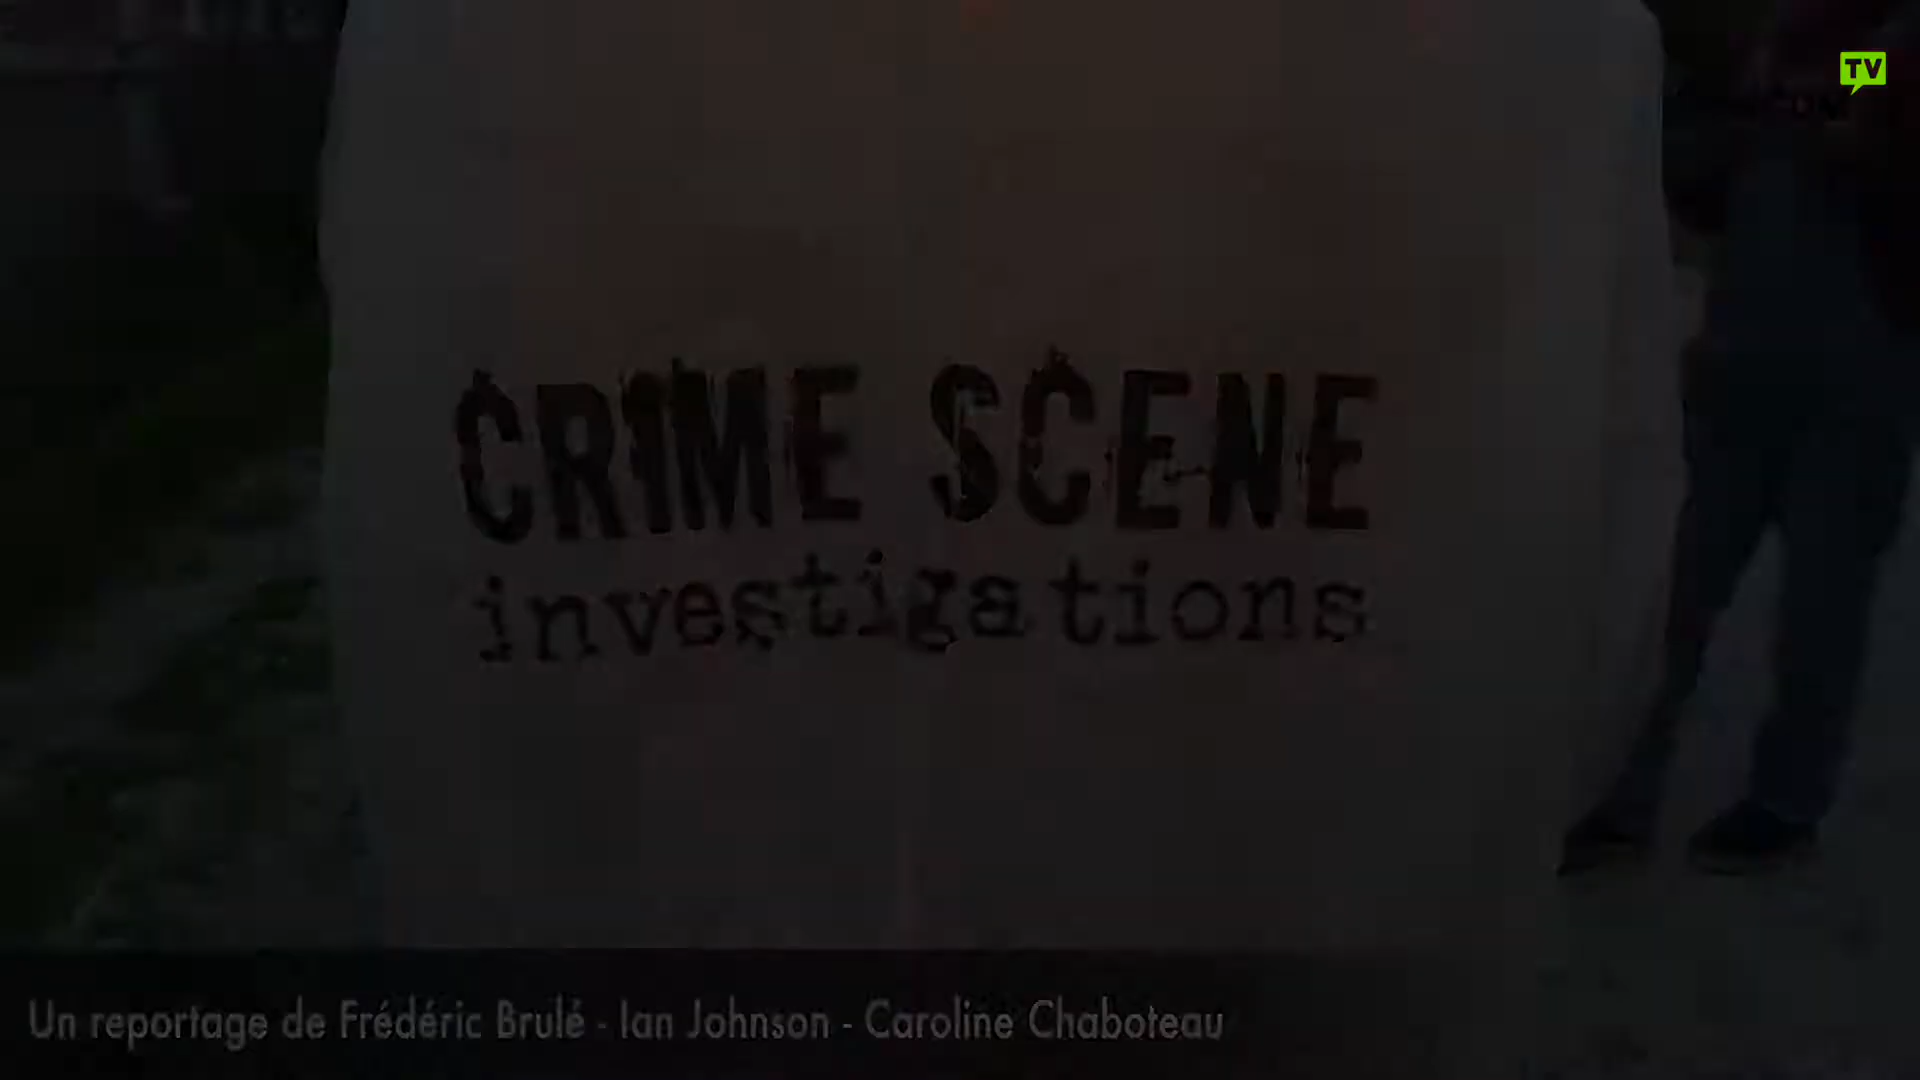 TV
CRIME SCENE
investigations
Un reportage de Frédéric Brulé - Ian Johnson - Caroline Chaboteau